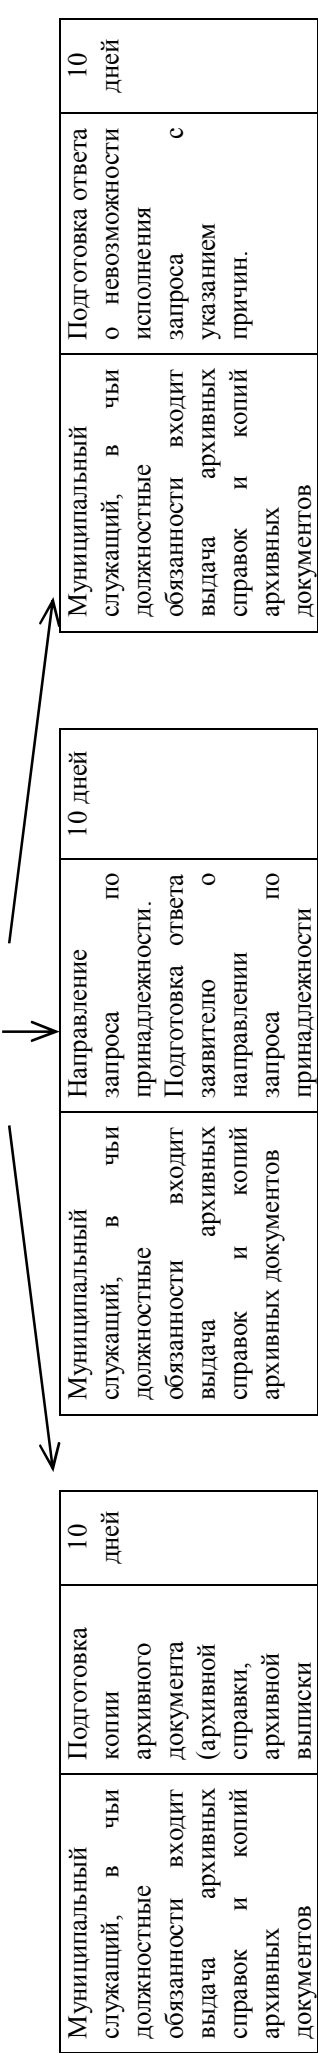 Муниципальный
служащий, в чьи
должностные
обязанности входит
выдача архивных
справок и копий
архивных
документов
Подготовка
копии
архивного
документа
(архивной
справки,
архивной
выписки
10
дней
Муниципальный
служащий, в чьи
должностные
обязанности входит
выдача архивных
справок и копий
архивных документов
Направление
запроса по
принадлежности.
Подготовка ответа
заявителю о
направлении
запроса по
принадлежности
10 дней
Муниципальный
служащий, в чьи
должностные
обязанности входит
выдача архивных
справок и копий
архивных
документов
Подготовка ответа
о невозможности
исполнения
запроса с
указанием
причин.
10
дней